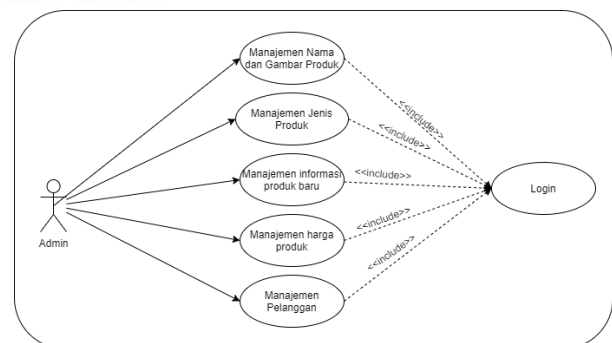 Manajemen Nama
dan Gambar Produk
<<include>>
Manajemen Jenis
Produk
<<include>>
Manajemen informasi
produk baru
<<include>>
Login
Admin
Manajemen harga
produk
<<include>>
Manajemen
Pelanggan
<<include>>